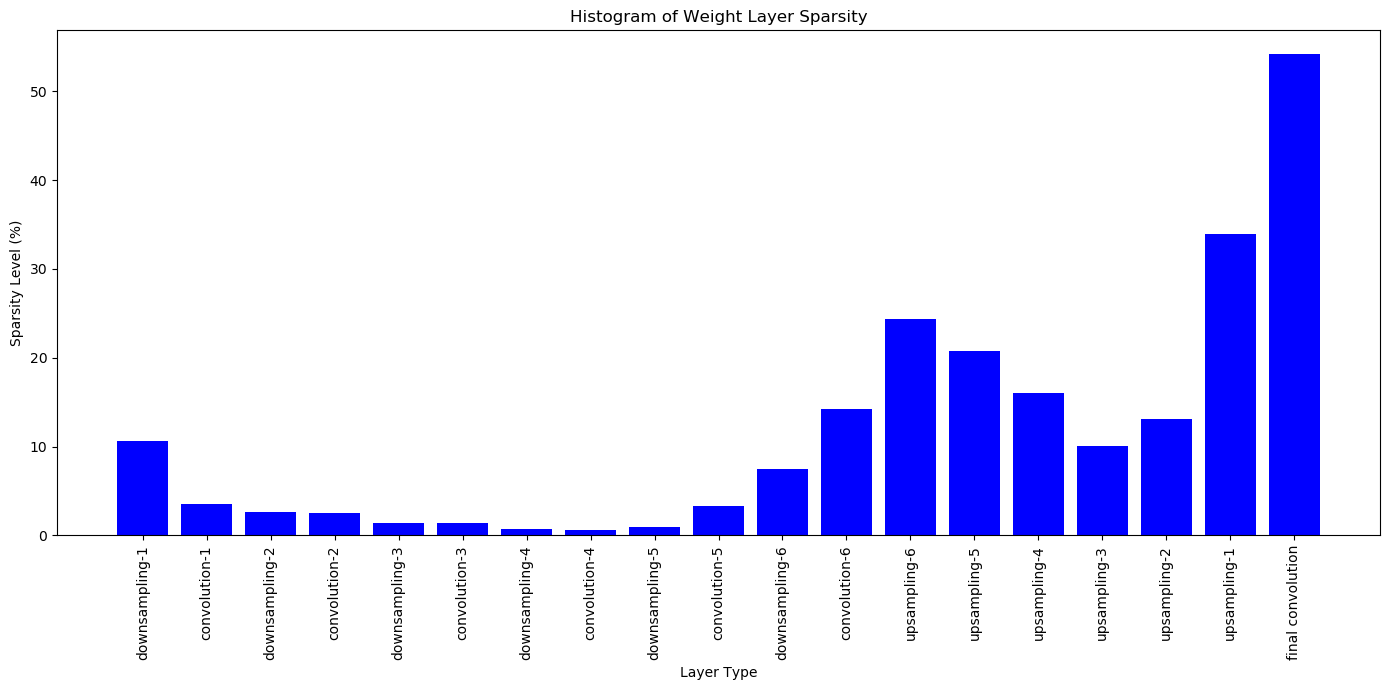 Histogram of Weight Layer Sparsity
Sparsity Level (%)
50
40
30
20
10
0
downsampling-1
convolution-1
downsampling-2
convolution-2
downsampling-3
convolution-3
downsampling-4
convolution-4
downsampling-5
convolution-5
downsampling-6
convolution-6
upsampling-6
upsampling-5
upsampling-4
upsampling-3
upsampling-2
upsampling-1
final convolution
Layer Type